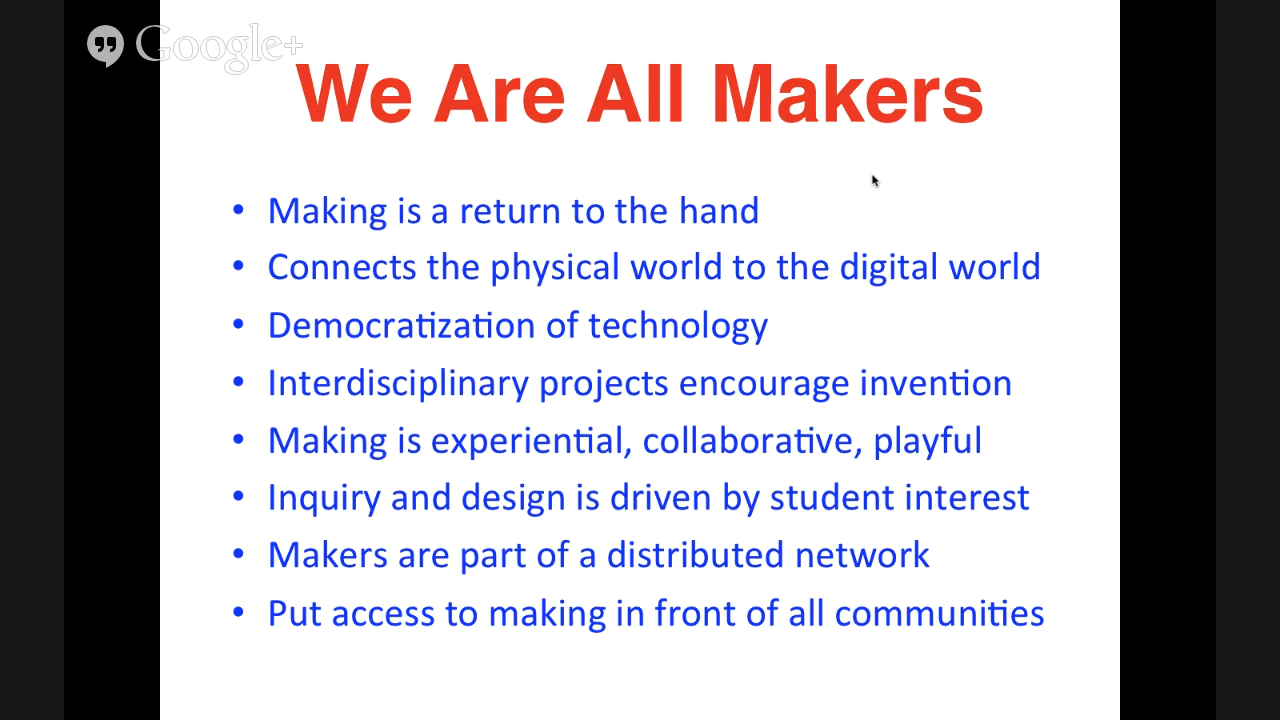 Google+
We Are All Makers
• Making is a return to the hand
• Connects the physical world to the digital world
• Democratization of technology
• Interdisciplinary projects encourage invention
• Making is experiential, collaborative, playful
• Inquiry and design is driven by student interest
• Makers are part of a distributed network
• Put access to making in front of all communities